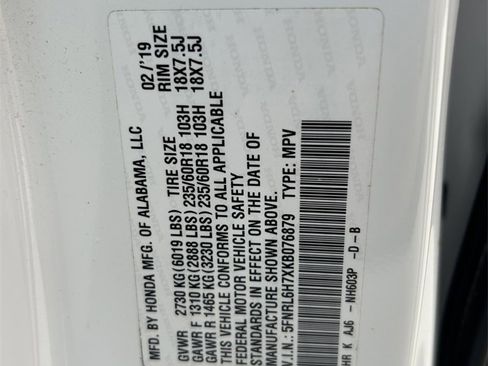 MFD. BY HONDA MFG. OF ALABAMA, LLC 02/'19
TIRE SIZE RIM SIZE
GVWR 2730 KG (6019 LBS)
GAWR F 1310 KG (2888 LBS) 235/60R18 103H 18X7.5J
GAWR R 1465 KG (3230 LBS) 235/60R18 103H 18X7.5J
THIS VEHICLE CONFORMS TO ALL APPLICABLE
FEDERAL MOTOR VEHICLE SAFETY
STANDARDS IN EFFECT ON THE DATE OF
MANUFACTURE SHOWN ABOVE.
V.I.N.: 5FNRL6H7XKB076879 TYPE: MPV
HR K AJ6 -NH603P -D-B
HONDA